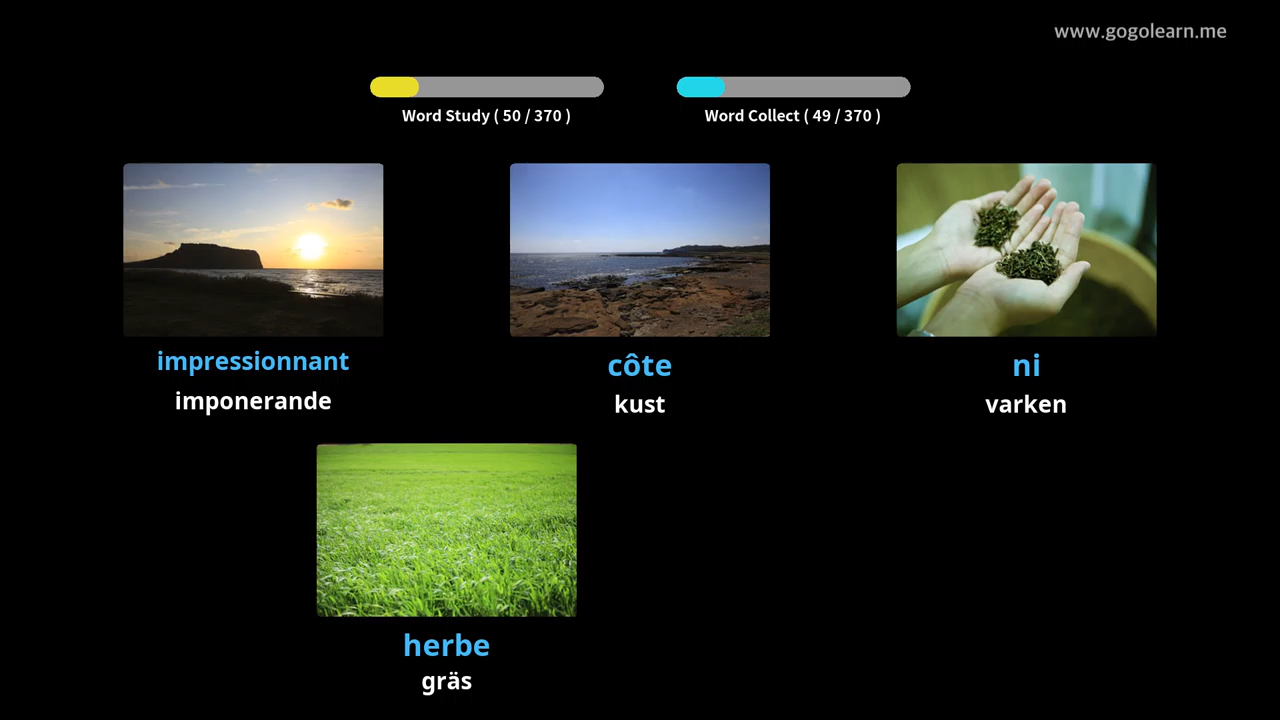 www.gogolearn.me
Word Study ( 50 / 370 )
Word Collect ( 49 / 370 )
impressionnant
imponerande
côte
kust
ni
varken
herbe
gräs